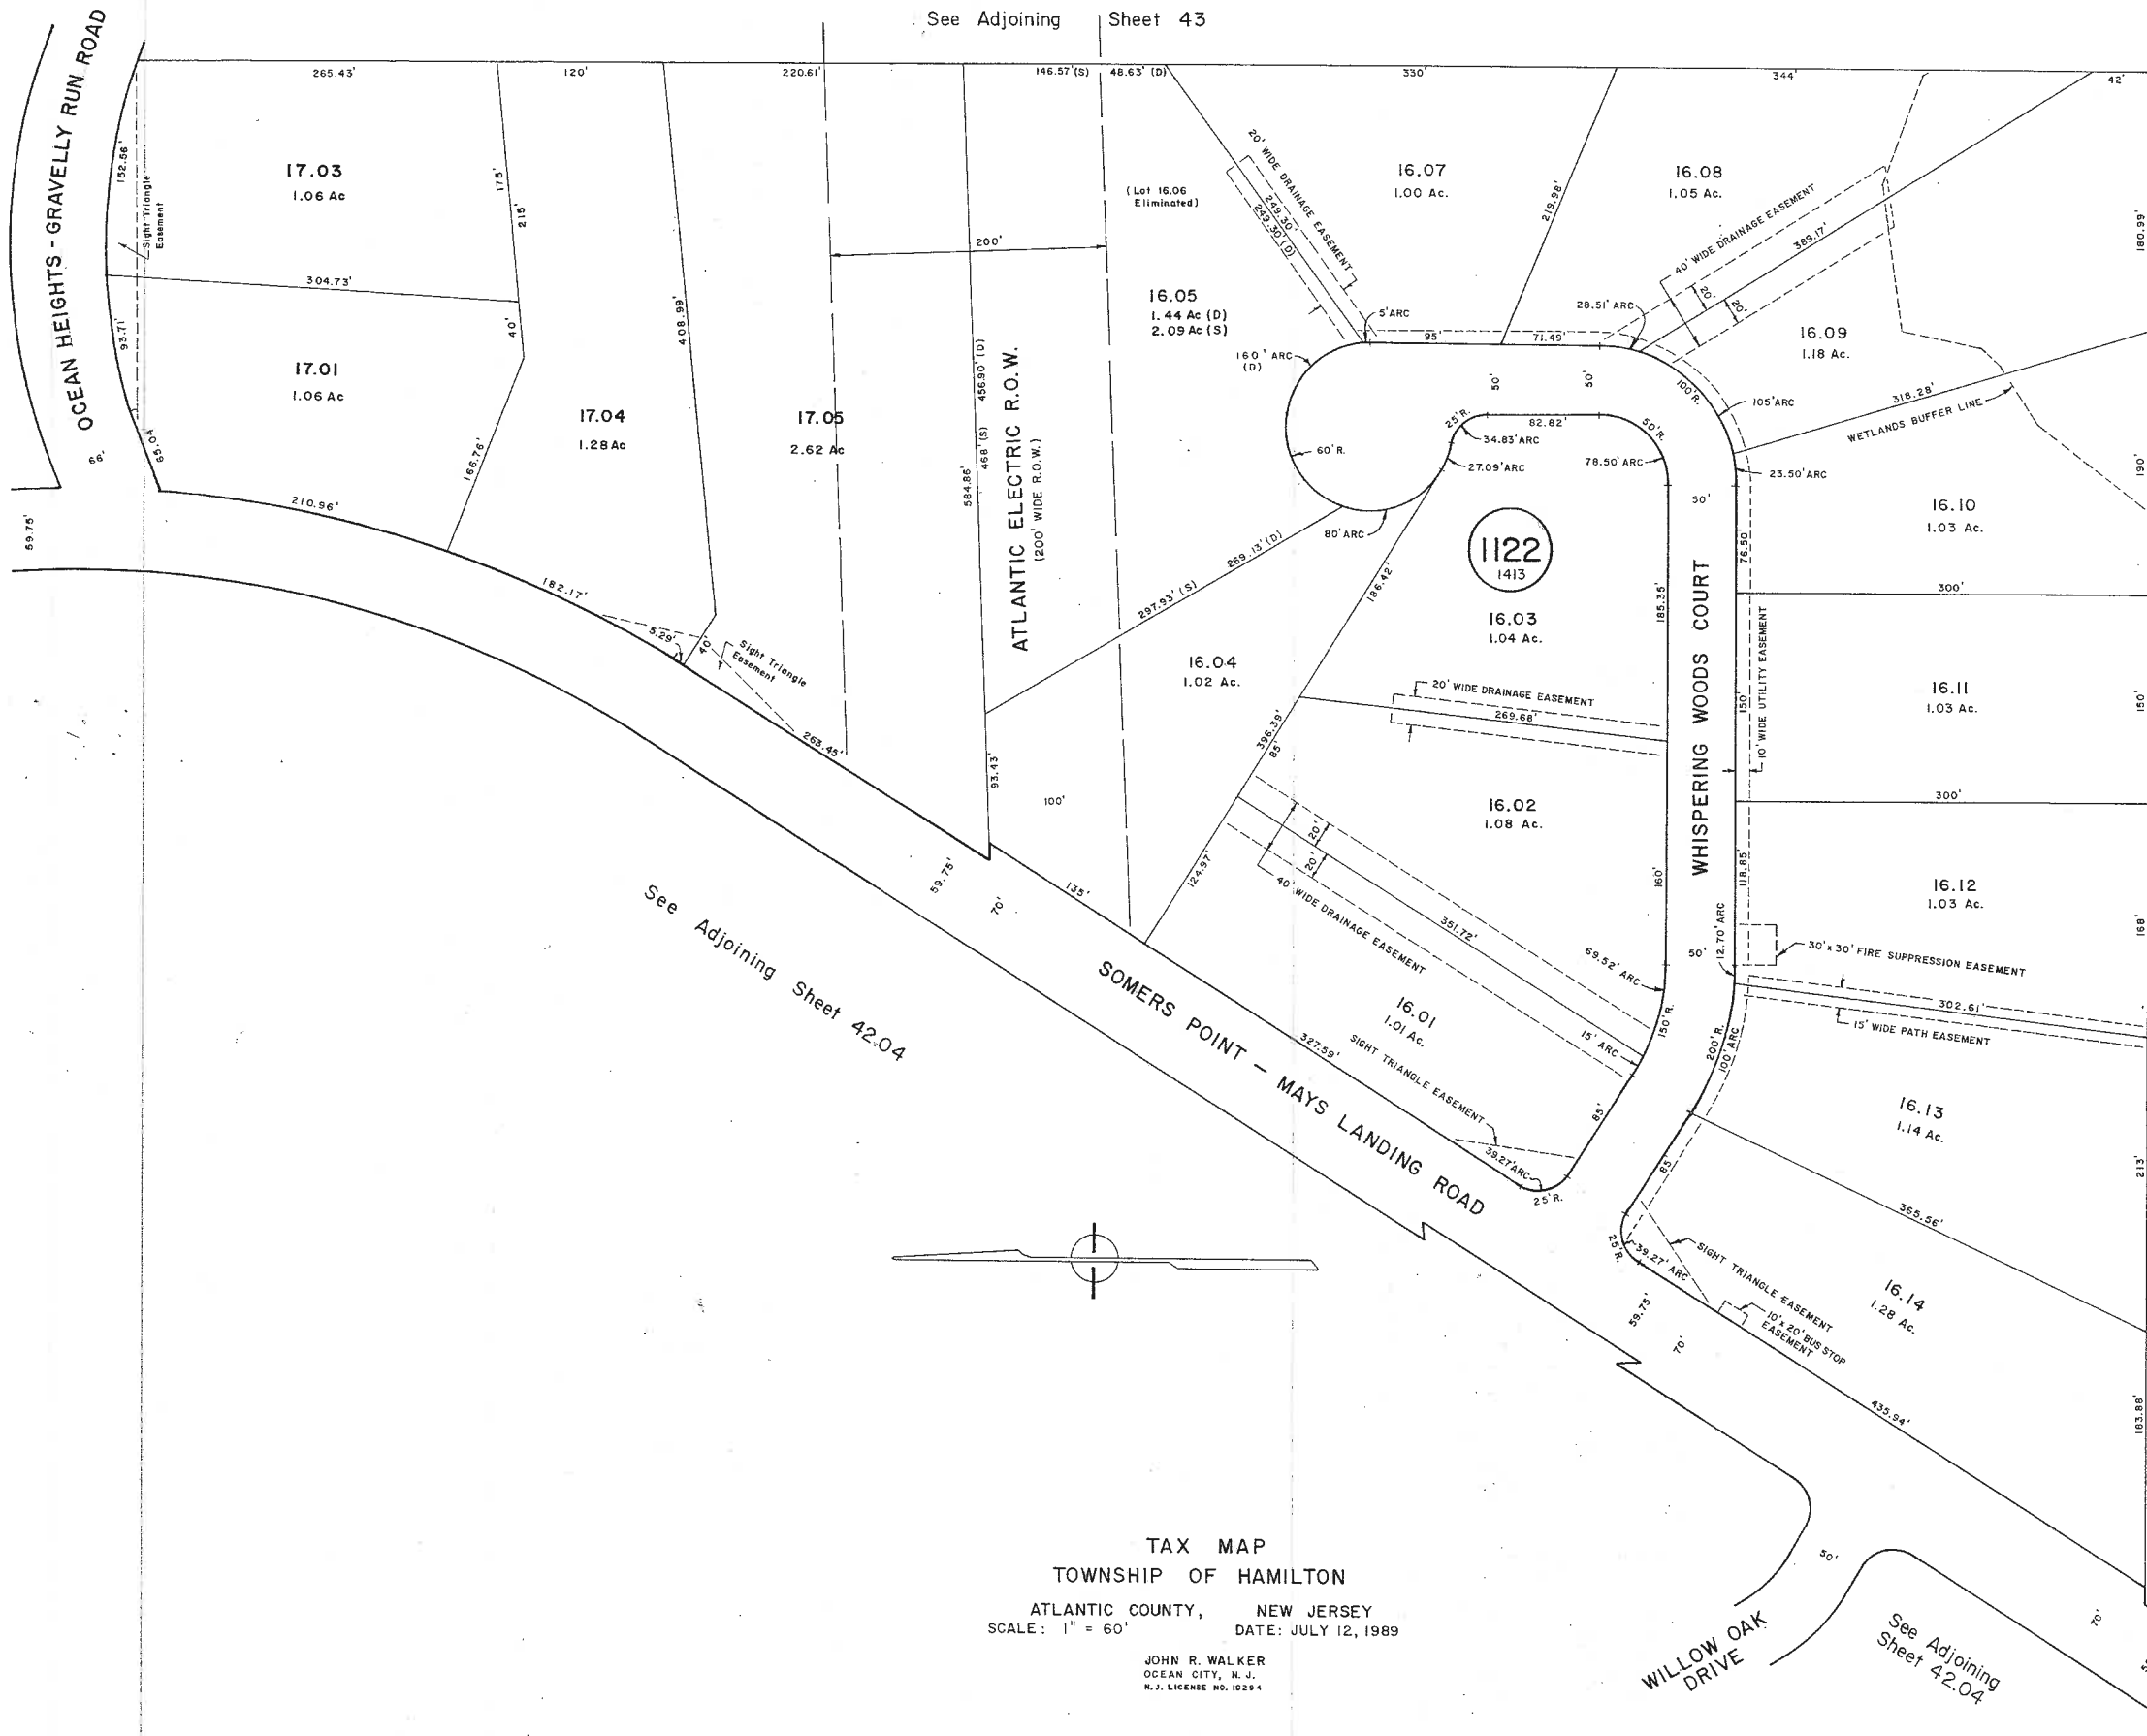 See Adjoining Sheet 43
OCEAN HEIGHTS - GRAVELLY RUN ROAD
265.43'
120'
220.61'
146.57'(S)
48.63' (D)
330'
344'
42'
152.56'
Sight Triangle
Easement
17.03
1.06 Ac
175'
215'
304.73'
93.71'
40'
17.01
1.06 Ac
65.04
66'
166.76'
59.75'
210.96'
408.99'
17.04
1.28 Ac
182.17'
5.29'
40'
Sight Triangle
Easement
17.05
2.62 Ac
263.45'
200'
456.90' (D)
468' (S)
584.86'
ATLANTIC ELECTRIC R.O.W.
(200' WIDE R.O.W.)
93.43'
100'
(Lot 16.06
Eliminated)
16.05
1.44 Ac (D)
2.09 Ac (S)
20' WIDE DRAINAGE EASEMENT
249.30'
249.30' (D)
16.07
1.00 Ac.
219.98'
16.08
1.05 Ac.
40' WIDE DRAINAGE EASEMENT
389.17'
20'
20'
180.99'
5' ARC
95'
71.49'
28.51' ARC
16.09
1.18 Ac.
160' ARC
(D)
60' R.
50'
50'
100' R.
105' ARC
318.28'
WETLANDS BUFFER LINE
25' R.
82.82'
34.83' ARC
27.09' ARC
50' R.
78.50' ARC
23.50' ARC
50'
190'
16.10
1.03 Ac.
76.50'
300'
80' ARC
269.13' (D)
297.93' (S)
186.42'
1122
1413
16.03
1.04 Ac.
185.35'
WHISPERING WOODS COURT
10' WIDE UTILITY EASEMENT
16.04
1.02 Ac.
20' WIDE DRAINAGE EASEMENT
269.68'
150'
16.11
1.03 Ac.
150'
300'
396.39'
85'
16.02
1.08 Ac.
160'
118.85'
16.12
1.03 Ac.
168'
124.97'
20'
20'
40' WIDE DRAINAGE EASEMENT
351.72'
69.52' ARC
50'
12.70' ARC
30' x 30' FIRE SUPPRESSION EASEMENT
302.61'
15' WIDE PATH EASEMENT
59.75'
70'
135'
SOMERS POINT - MAYS LANDING ROAD
327.59'
16.01
1.01 Ac.
SIGHT TRIANGLE EASEMENT
15' ARC
150' R.
200' R.
100' ARC
85'
39.27' ARC
25' R.
16.13
1.14 Ac.
213'
85'
365.56'
25' R.
39.27' ARC
SIGHT TRIANGLE EASEMENT
10' x 20' BUS STOP
EASEMENT
16.14
1.28 Ac.
59.75'
70'
435.94'
183.88'
See Adjoining Sheet 42.04
50'
70'
WILLOW OAK
DRIVE
See Adjoining
Sheet 42.04
TAX MAP
TOWNSHIP OF HAMILTON
ATLANTIC COUNTY, NEW JERSEY
SCALE: 1" = 60' DATE: JULY 12, 1989
JOHN R. WALKER
OCEAN CITY, N. J.
N.J. LICENSE NO. 10294